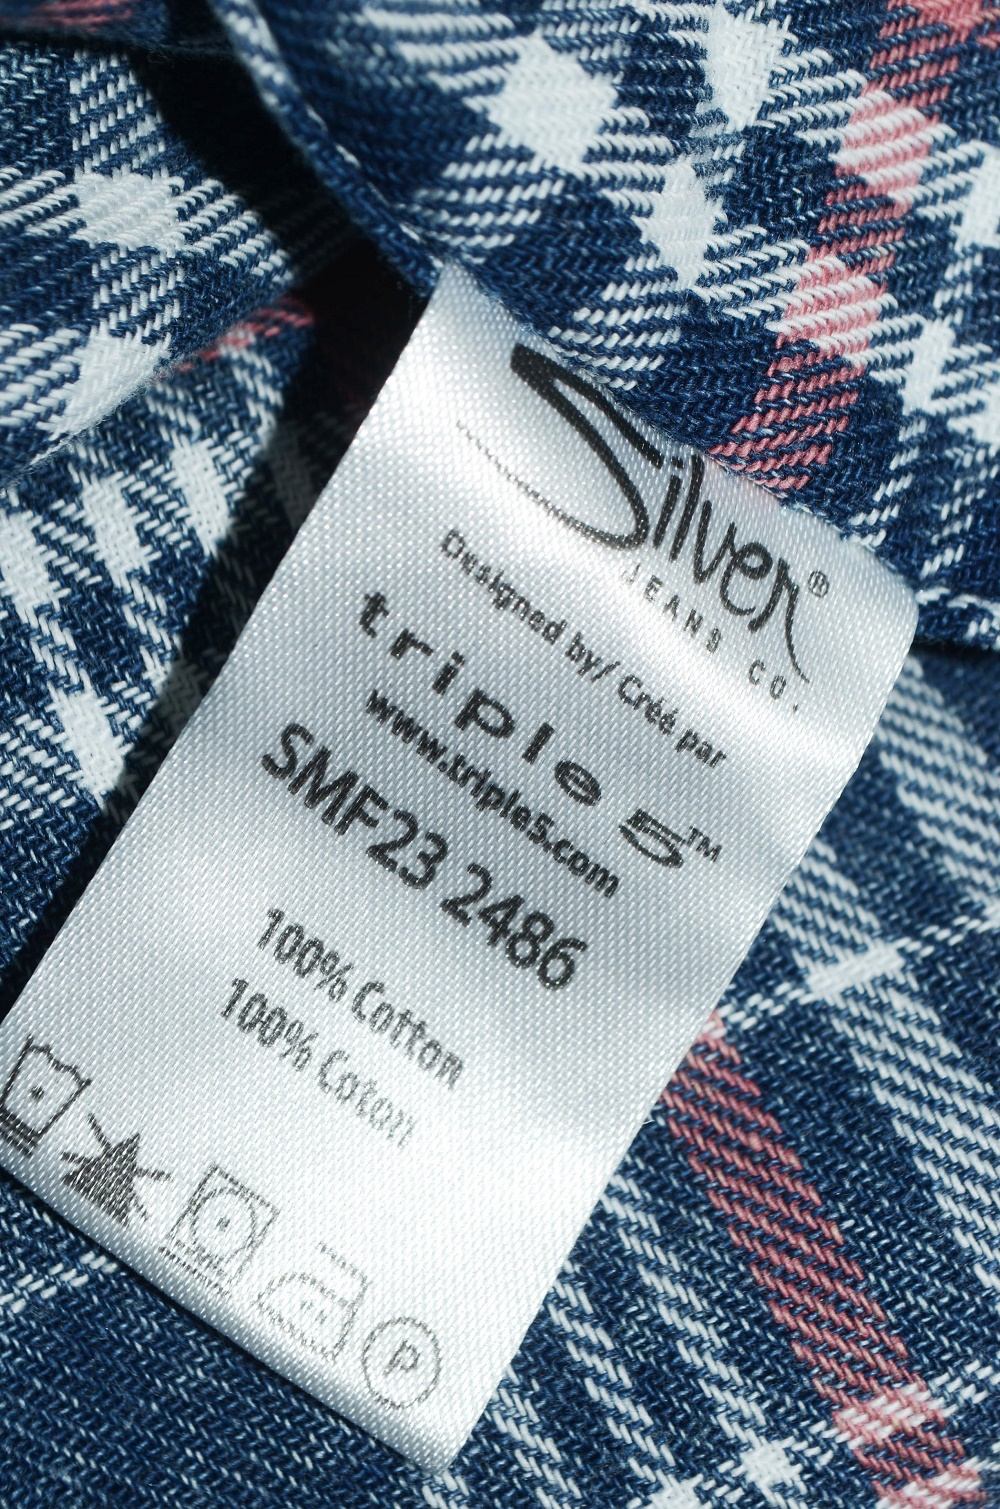 Silver®
JEANS CO.
Designed by/ Créé par
triple 5™
www.triple5.com
SMF23 2486
100% Cotton
100% Coton
P